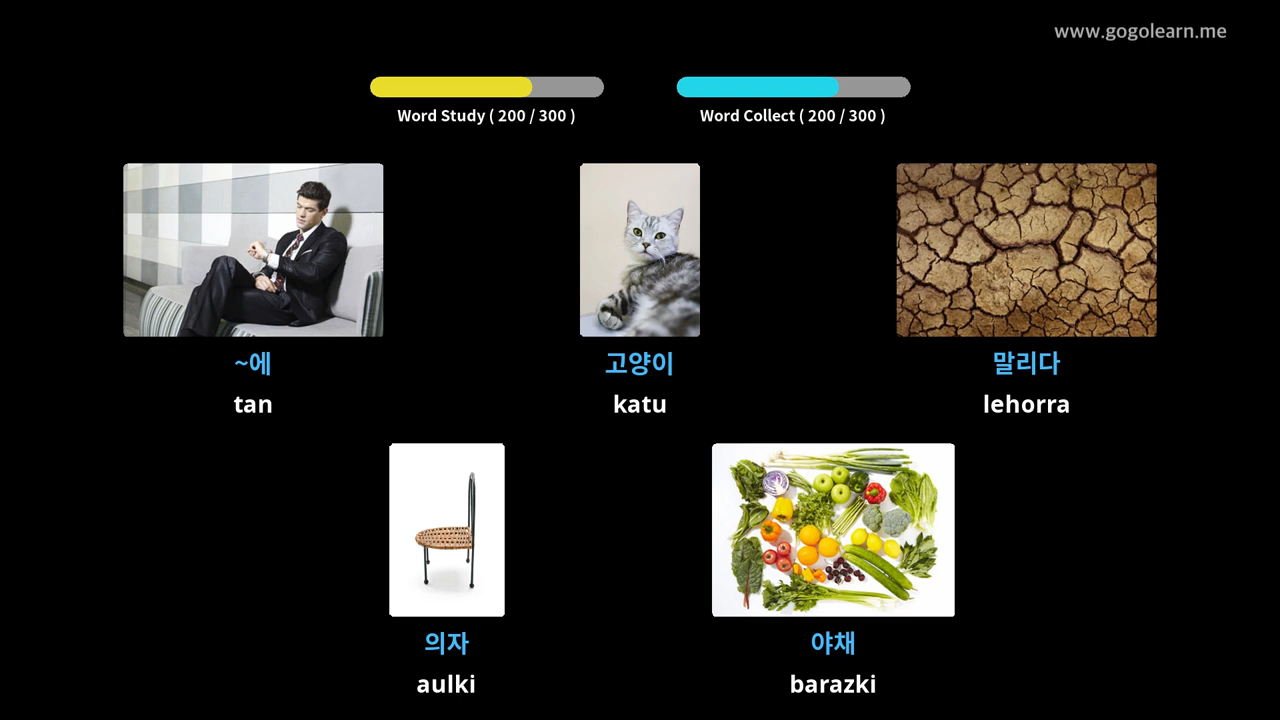 www.gogolearn.me
Word Study ( 200 / 300 )
Word Collect ( 200 / 300 )
~에
tan
고양이
katu
말리다
lehorra
의자
aulki
야채
barazki